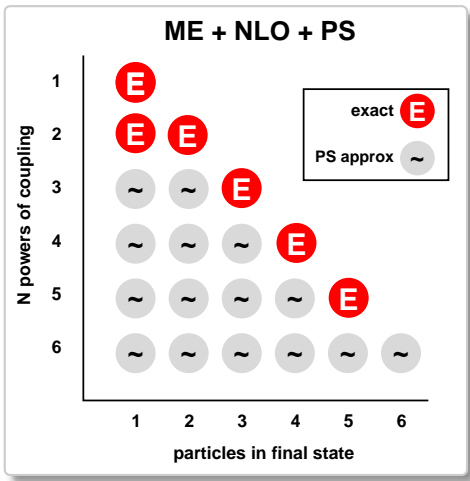 ME + NLO + PS
N powers of coupling
1 E
2 E E
3 ~ ~ E
4 ~ ~ ~ E
5 ~ ~ ~ ~ E
6 ~ ~ ~ ~ ~ ~
exact E
PS approx ~
1 2 3 4 5 6
particles in final state